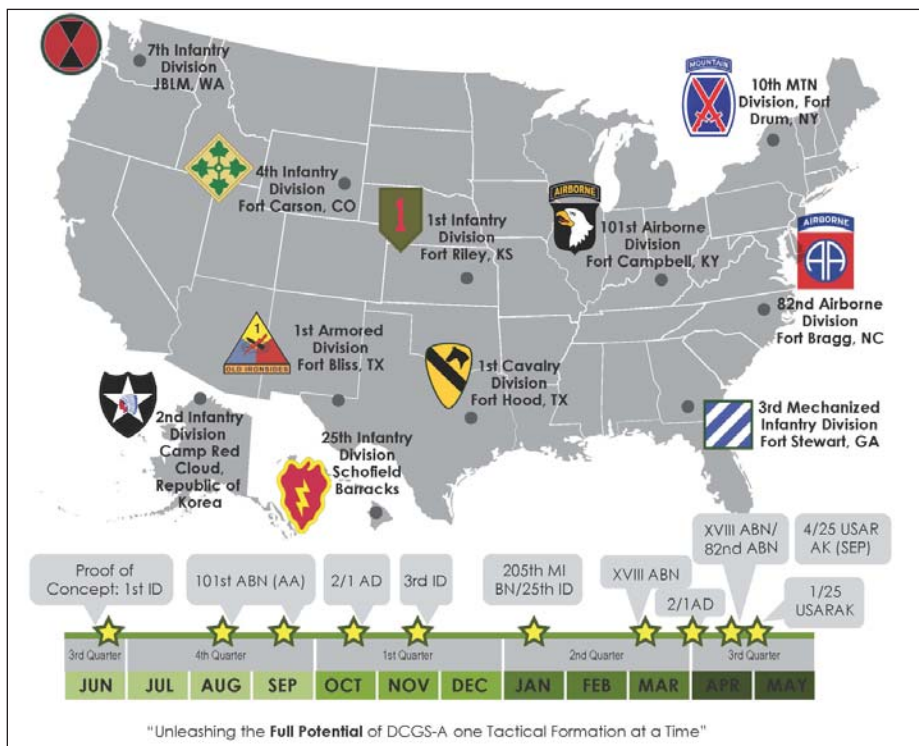 7th Infantry
Division
JBLM, WA
MOUNTAIN
10th MTN
Division, Fort
Drum, NY
4th Infantry
Division
Fort Carson, CO
1
1st Infantry
Division
Fort Riley, KS
AIRBORNE
101st Airborne
Division
Fort Campbell, KY
AIRBORNE
AA
82nd Airborne
Division
Fort Bragg, NC
1
OLD IRONSIDES
1st Armored
Division
Fort Bliss, TX
1st Cavalry
Division
Fort Hood, TX
3rd Mechanized
Infantry Division
Fort Stewart, GA
2nd Infantry
Division
Camp Red
Cloud,
Republic of
Korea
25th Infantry
Division
Schofield
Barracks
Proof of
Concept: 1st ID
101st ABN (AA)
2/1 AD
3rd ID
205th MI
BN/25th ID
XVIII ABN
2/1AD
XVIII ABN/
82nd ABN
4/25 USAR
AK (SEP)
1/25
USARAK
3rd Quarter
4th Quarter
1st Quarter
2nd Quarter
3rd Quarter
JUN
JUL
AUG
SEP
OCT
NOV
DEC
JAN
FEB
MAR
APR
MAY
"Unleashing the Full Potential of DCGS-A one Tactical Formation at a Time"